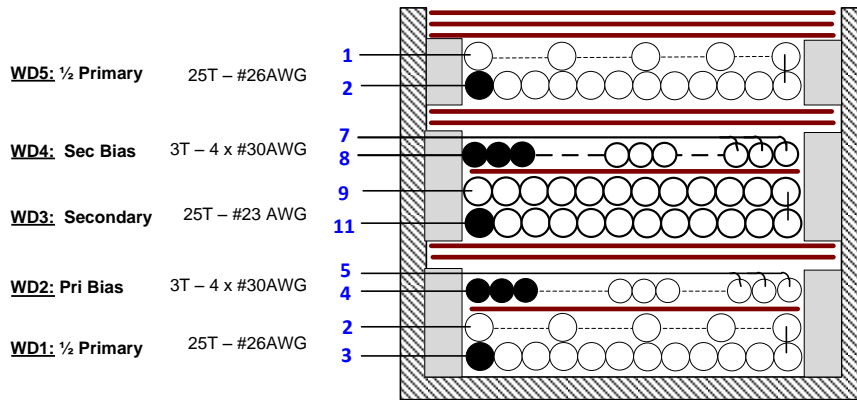 1
WD5: ½ Primary 25T – #26AWG
2
7
WD4: Sec Bias 3T – 4 x #30AWG
8
9
WD3: Secondary 25T – #23 AWG
11
5
WD2: Pri Bias 3T – 4 x #30AWG
4
2
WD1: ½ Primary 25T – #26AWG
3